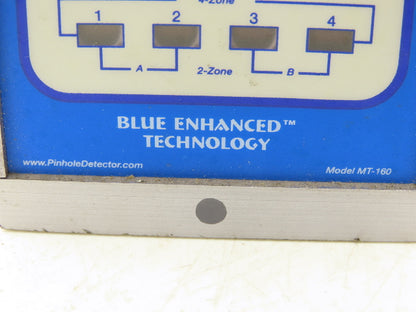 4-Zone
1 2 3 4
A 2-Zone B
BLUE ENHANCED™
TECHNOLOGY
www.PinholeDetector.com Model MT-160